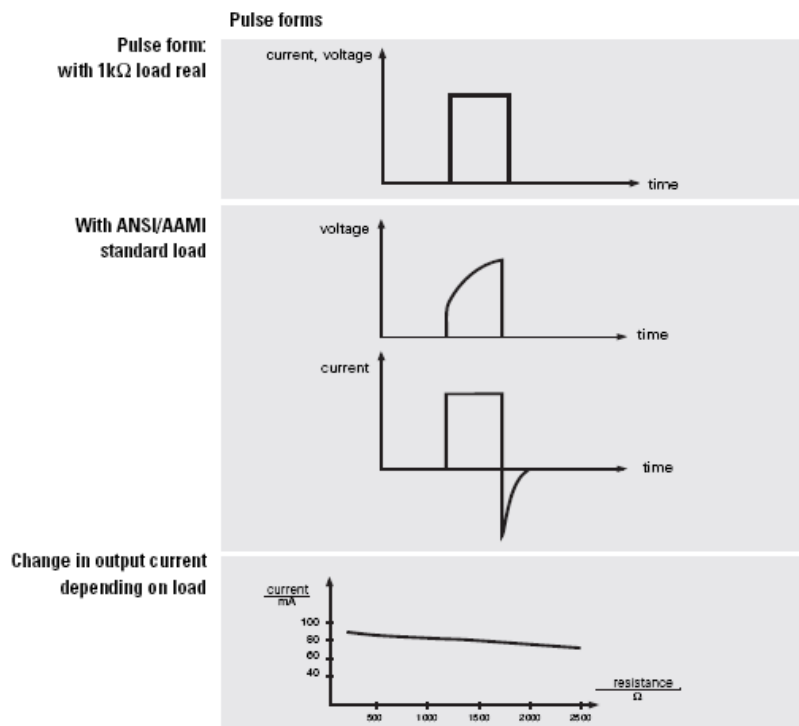 Pulse forms
Pulse form:
with 1kΩ load real
current, voltage
time
With ANSI/AAMI
standard load
voltage
time
current
time
Change in output current
depending on load
current
mA
100
80
60
40
resistance
Ω
500
1000
1500
2000
2500